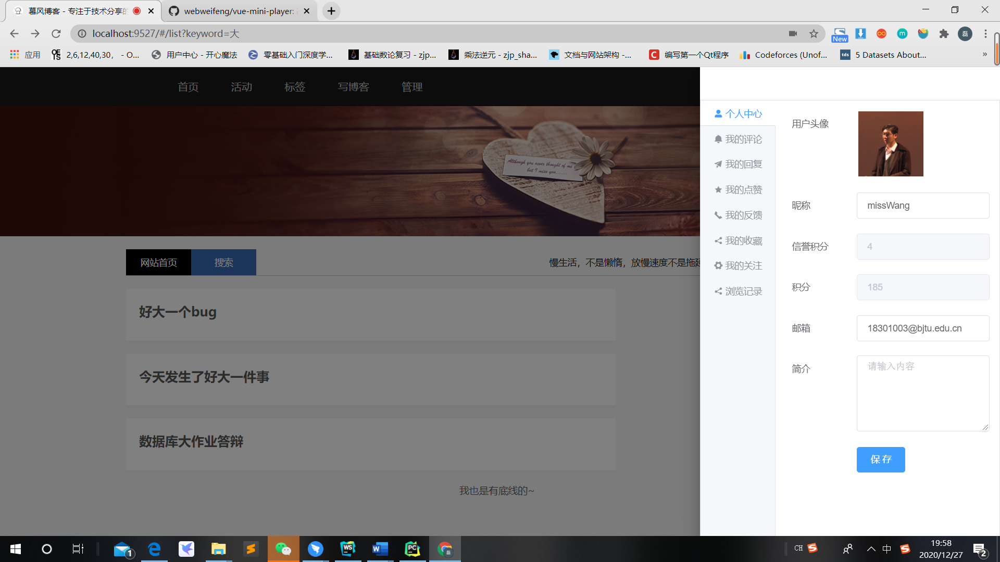 慕风博客 - 专注于技术分享的
webweifeng/vue-mini-player:
localhost:9527/#/list?keyword=大
New
磊
应用
2,6,12,40,30， - O...
用户中心 - 开心魔法
零基础入门深度学...
基础数论复习 - zjp...
乘法逆元 - zjp_sha...
文档与网站架构 -...
编写第一个Qt程序
Codeforces (Unof...
tds
5 Datasets About...
»
首页
活动
标签
写博客
管理
Although you never thought of me
but I miss you......
网站首页
搜索
慢生活，不是懒惰，放慢速度不是拖延
好大一个bug
今天发生了好大一件事
数据库大作业答辩
我也是有底线的~
个人中心
我的评论
我的回复
我的点赞
我的反馈
我的收藏
我的关注
浏览记录
用户头像
昵称
missWang
信誉积分
4
积分
185
邮箱
18301003@bjtu.edu.cn
简介
请输入内容
保存
1
WS
W
PC
CH
中
19:58
2020/12/27
2